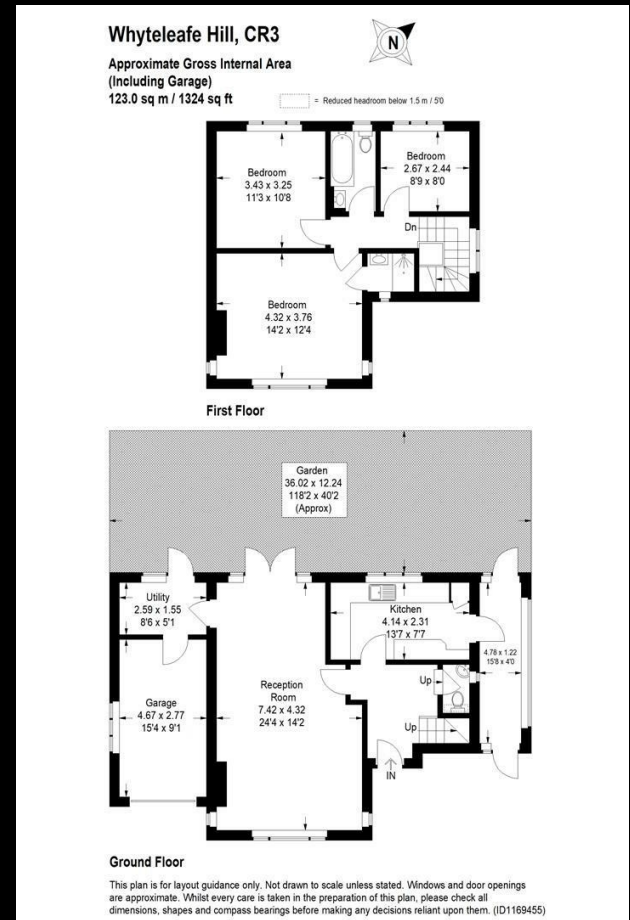 Whyteleafe Hill, CR3
Approximate Gross Internal Area
(Including Garage)
123.0 sq m / 1324 sq ft
N
= Reduced headroom below 1.5 m / 5'0
Bedroom
3.43 x 3.25
11'3 x 10'8
Bedroom
2.67 x 2.44
8'9 x 8'0
Dn
Bedroom
4.32 x 3.76
14'2 x 12'4
First Floor
Garden
36.02 x 12.24
118'2 x 40'2
(Approx)
Utility
2.59 x 1.55
8'6 x 5'1
Kitchen
4.14 x 2.31
13'7 x 7'7
4.78 x 1.22
15'8 x 4'0
Garage
4.67 x 2.77
15'4 x 9'1
Reception
Room
7.42 x 4.32
24'4 x 14'2
Up
Up
IN
Ground Floor
This plan is for layout guidance only. Not drawn to scale unless stated. Windows and door openings
are approximate. Whilst every care is taken in the preparation of this plan, please check all
dimensions, shapes and compass bearings before making any decisions reliant upon them. (ID1169455)